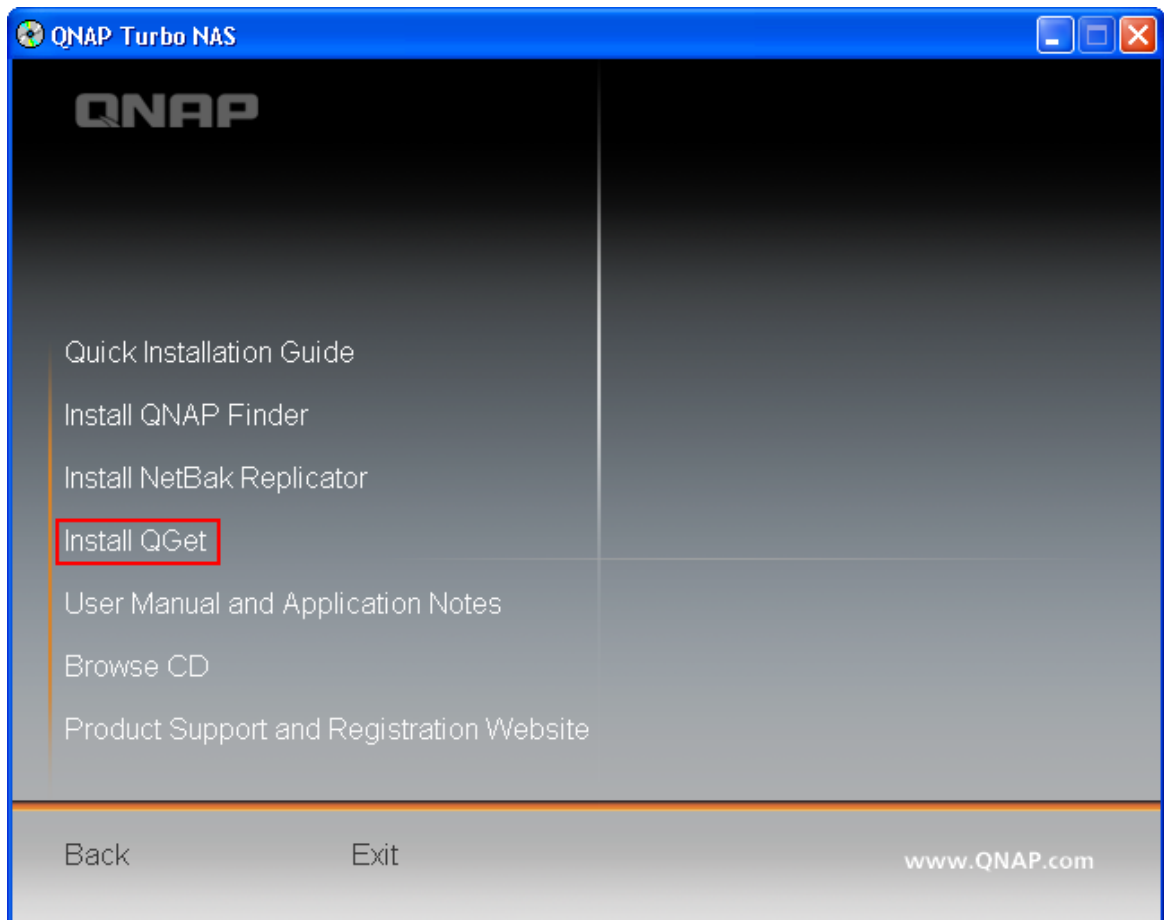 QNAP Turbo NAS
QNAP
Quick Installation Guide
Install QNAP Finder
Install NetBak Replicator
Install QGet
User Manual and Application Notes
Browse CD
Product Support and Registration Website
Back Exit www.QNAP.com